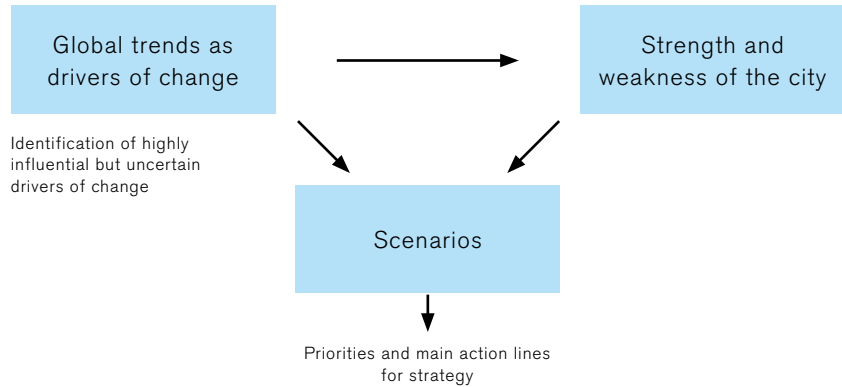 Global trends as
drivers of change
Strength and
weakness of the city
Identification of highly
influential but uncertain
drivers of change
Scenarios
Priorities and main action lines
for strategy